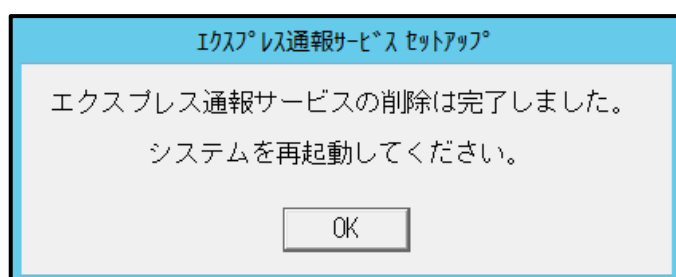 ｴｸｽﾌﾟﾚｽ通報ｻｰﾋﾞｽ ｾｯﾄｱｯﾌﾟ
エクスプレス通報サービスの削除は完了しました。
システムを再起動してください。
OK